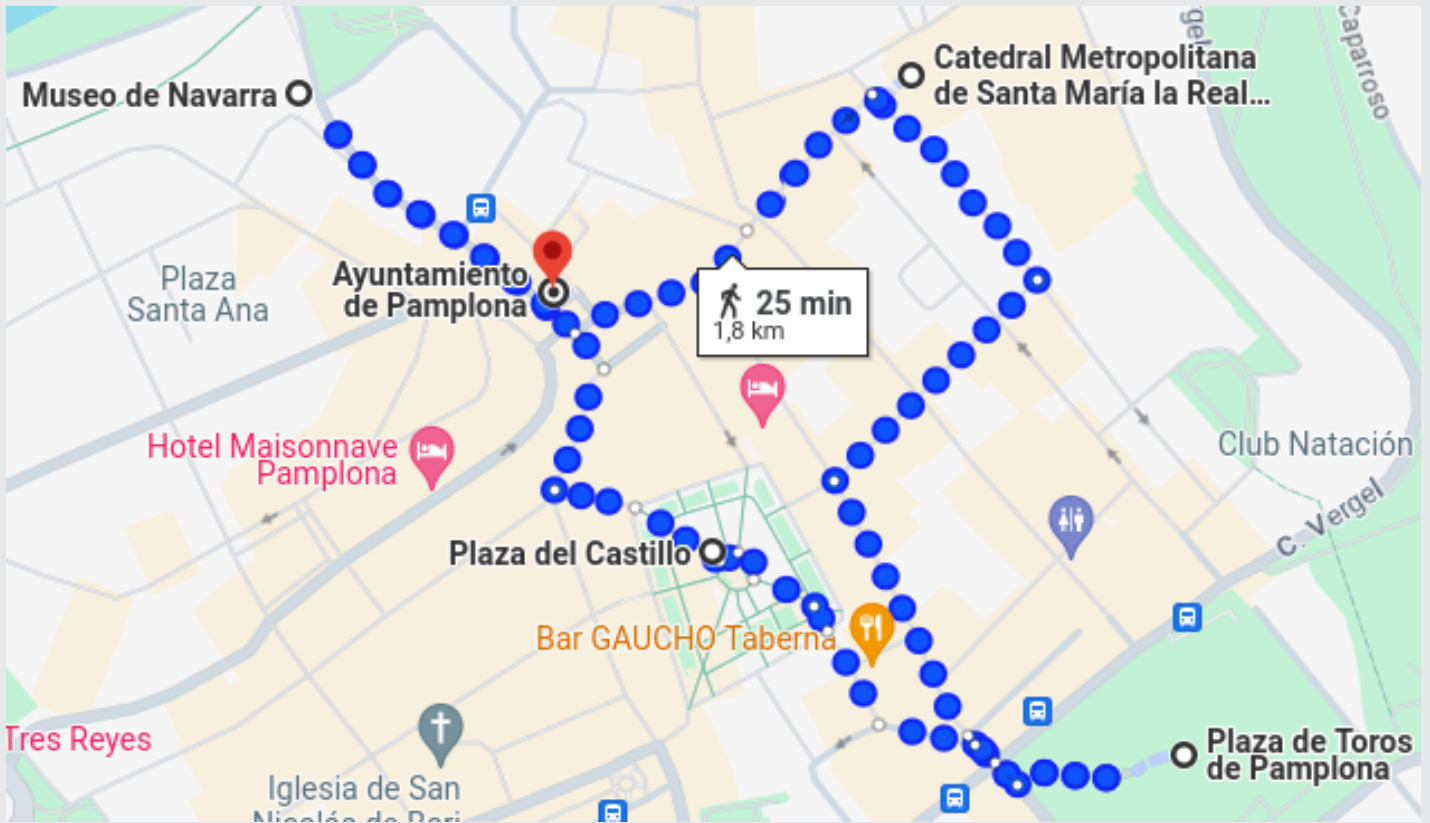 Catedral Metropolitana
de Santa María la Real...
Caparroso
Museo de Navarra
Plaza
Santa Ana
Ayuntamiento
de Pamplona
25 min
1,8 km
Hotel Maisonnave
Pamplona
Club Natación
C. Vergel
Plaza del Castillo
Bar GAUCHO Taberna
Tres Reyes
Plaza de Toros
de Pamplona
Iglesia de San